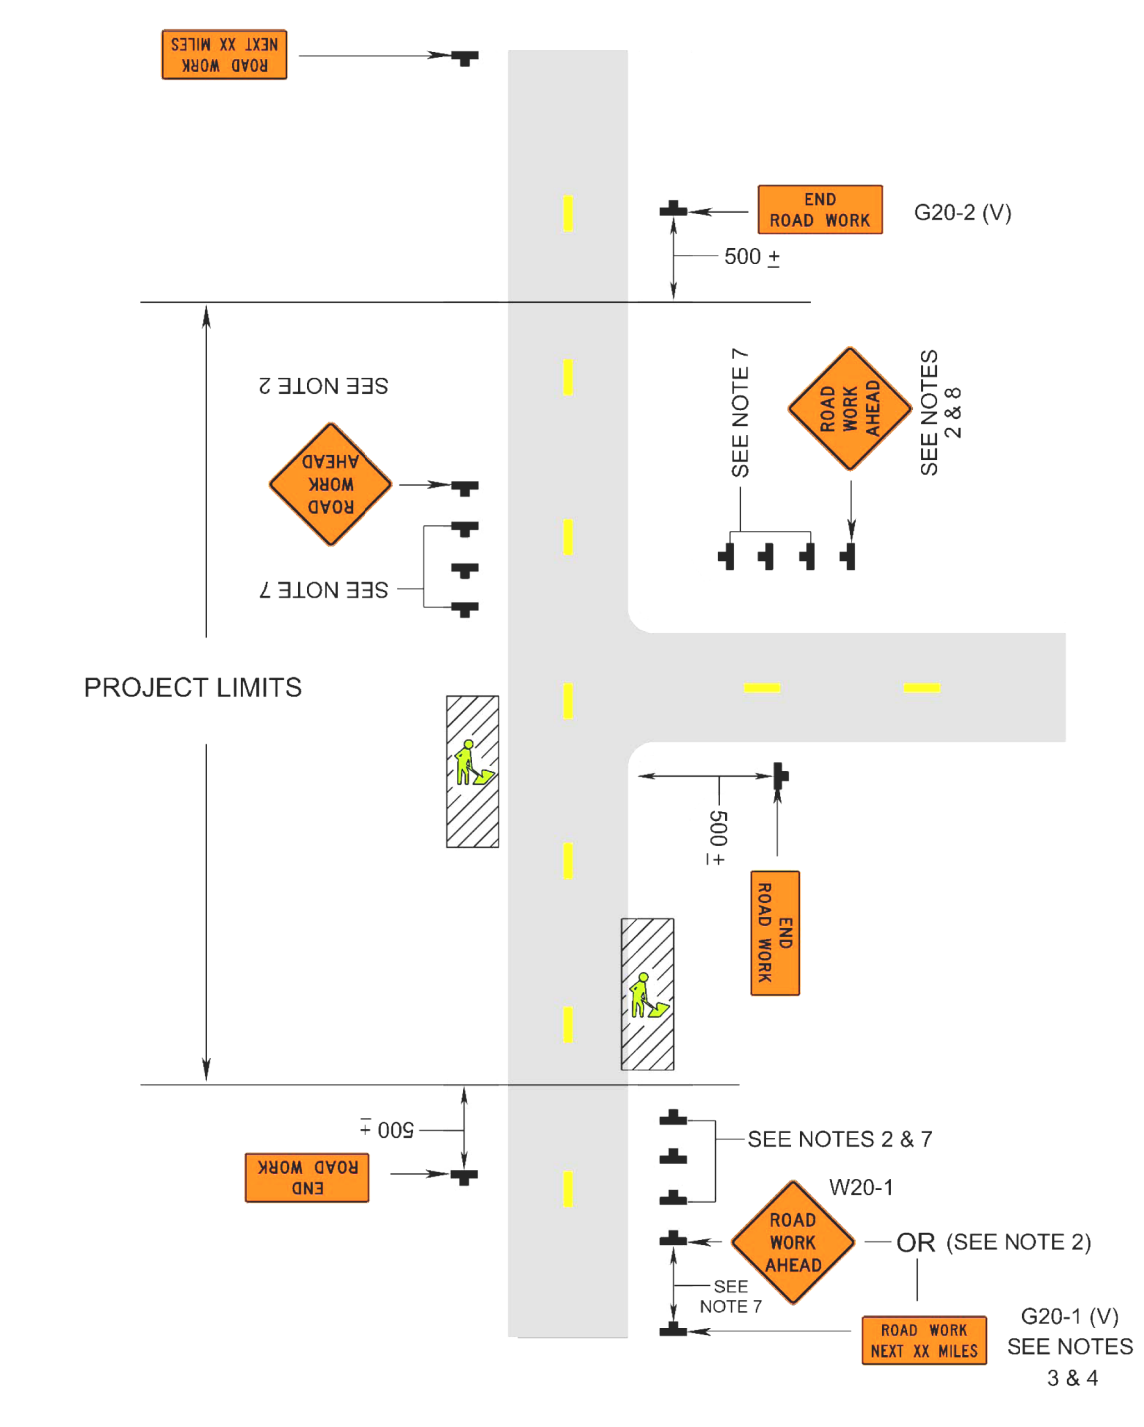 ROAD WORK
NEXT XX MILES
END
ROAD WORK
G20-2 (V)
500 ±
SEE NOTE 2
ROAD
WORK
AHEAD
SEE NOTE 7
SEE NOTE 7
ROAD
WORK
AHEAD
SEE NOTES
2 & 8
PROJECT LIMITS
500 ±
END
ROAD WORK
500 ±
END
ROAD WORK
SEE NOTES 2 & 7
W20-1
ROAD
WORK
AHEAD
OR (SEE NOTE 2)
SEE
NOTE 7
ROAD WORK
NEXT XX MILES
G20-1 (V)
SEE NOTES
3 & 4